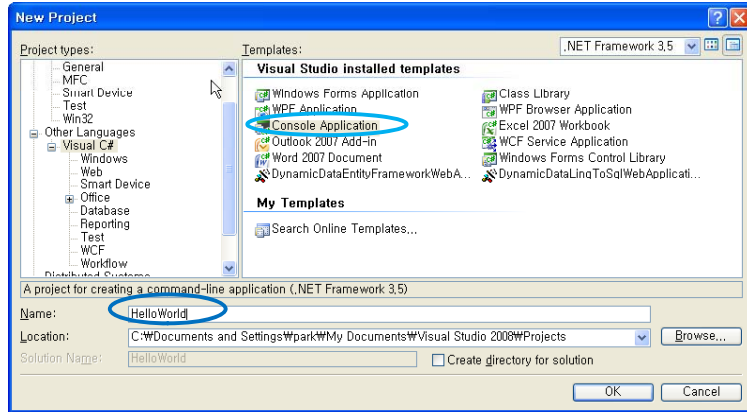 New Project
Project types:
Templates:
.NET Framework 3.5
General
MFC
Smart Device
Test
Win32
Other Languages
Visual C#
Windows
Web
Smart Device
Office
Database
Reporting
Test
WCF
Workflow
Distributed Systems
Visual Studio installed templates
Windows Forms Application
WPF Application
Console Application
Outlook 2007 Add-in
Word 2007 Document
DynamicDataEntityFrameworkWebA...
Class Library
WPF Browser Application
Excel 2007 Workbook
WCF Service Application
Windows Forms Control Library
DynamicDataLinqToSqlWebApplicati...
My Templates
Search Online Templates...
A project for creating a command-line application (.NET Framework 3.5)
Name: HelloWorld
Location: C:₩Documents and Settings₩park₩My Documents₩Visual Studio 2008₩Projects Browse...
Solution Name: HelloWorld Create directory for solution
OK Cancel